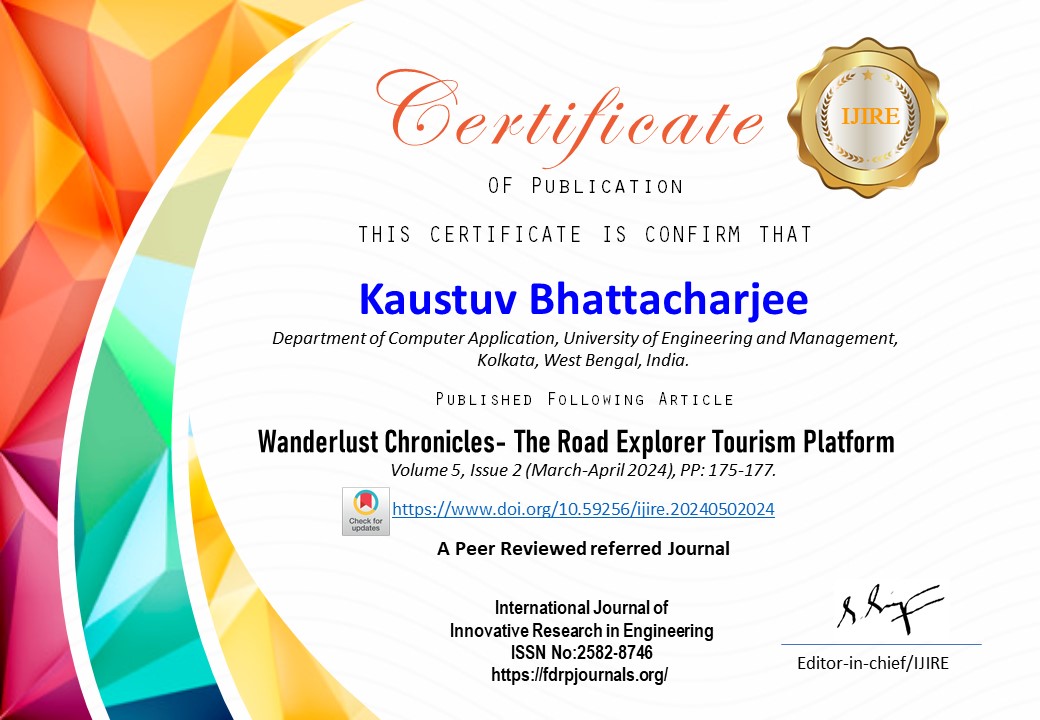 Certificate
IJIRE
OF PUBLICATION
THIS CERTIFICATE IS CONFIRM THAT
Kaustuv Bhattacharjee
Department of Computer Application, University of Engineering and Management,
Kolkata, West Bengal, India.
PUBLISHED FOLLOWING ARTICLE
Wanderlust Chronicles- The Road Explorer Tourism Platform
Volume 5, Issue 2 (March-April 2024), PP: 175-177.
Check for
updates
https://www.doi.org/10.59256/ijire.20240502024
A Peer Reviewed referred Journal
International Journal of
Innovative Research in Engineering
ISSN No:2582-8746
https://fdrpjournals.org/
Editor-in-chief/IJIRE